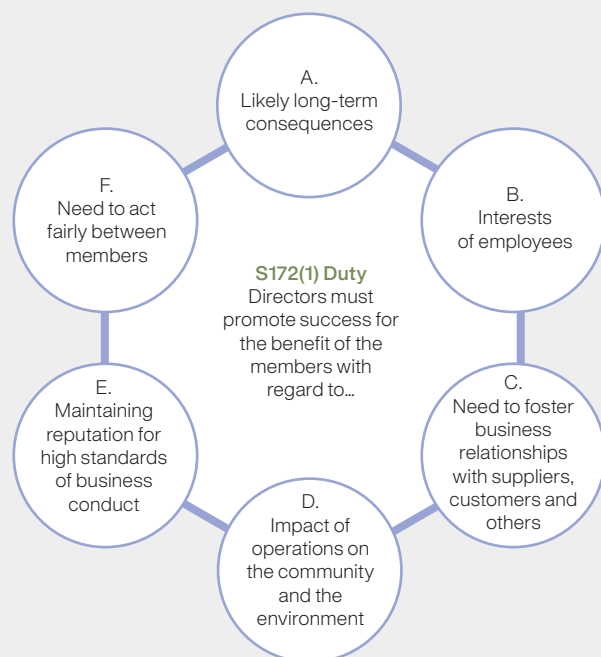 A.
Likely long-term
consequences
B.
Interests
of employees
C.
Need to foster
business
relationships
with suppliers,
customers and
others
D.
Impact of
operations on
the community
and the
environment
E.
Maintaining
reputation for
high standards
of business
conduct
F.
Need to act
fairly between
members
S172(1) Duty
Directors must
promote success for
the benefit of the
members with
regard to...